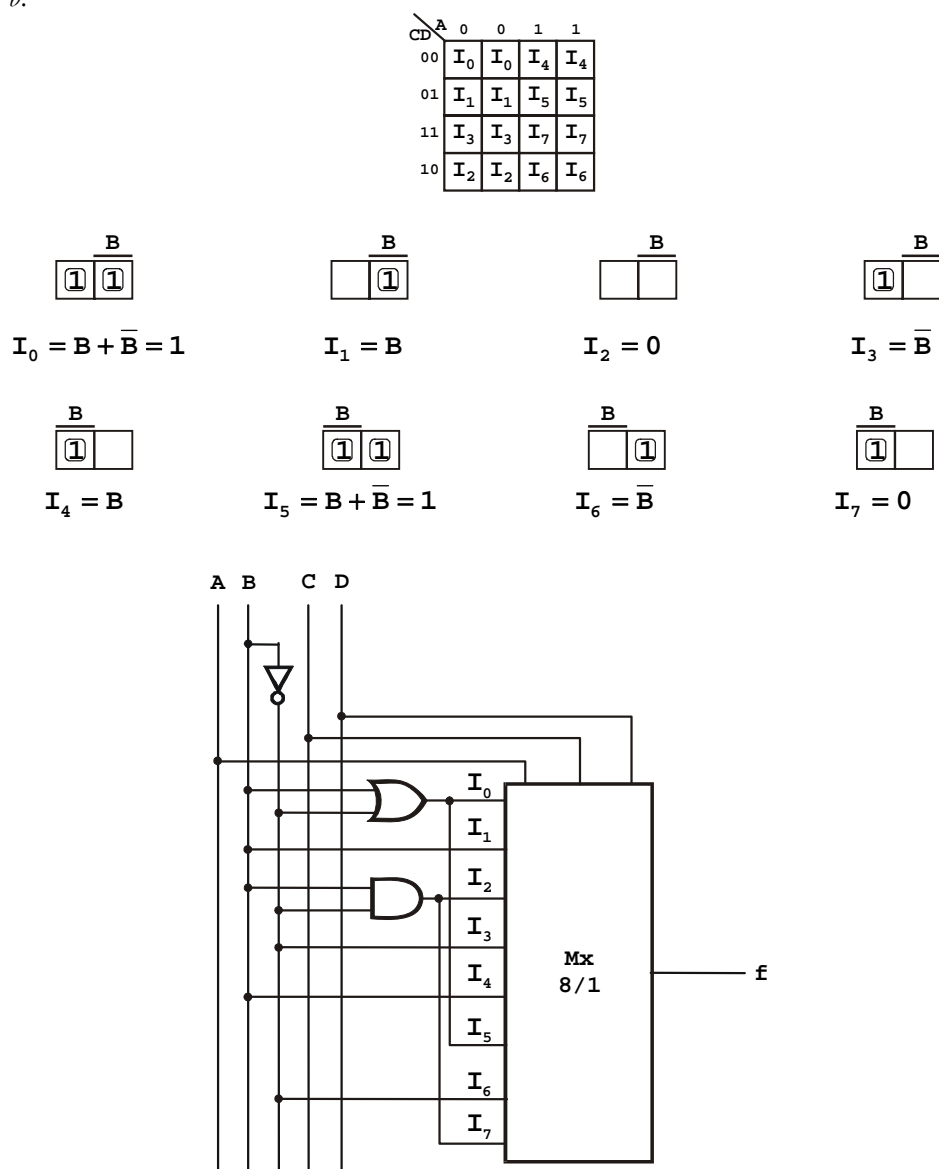 b.
A 0 0 1 1
CD
00 I₀ I₀ I₄ I₄
01 I₁ I₁ I₅ I₅
11 I₃ I₃ I₇ I₇
10 I₂ I₂ I₆ I₆
B B B B
1 1 1 1
I₀ = B + B̅ = 1 I₁ = B I₂ = 0 I₃ = B̅
B B B B
1 1 1 1 1
I₄ = B I₅ = B + B̅ = 1 I₆ = B̅ I₇ = 0
A B C D
I₀
I₁
I₂
I₃
Mx
8/1
f
I₄
I₅
I₆
I₇